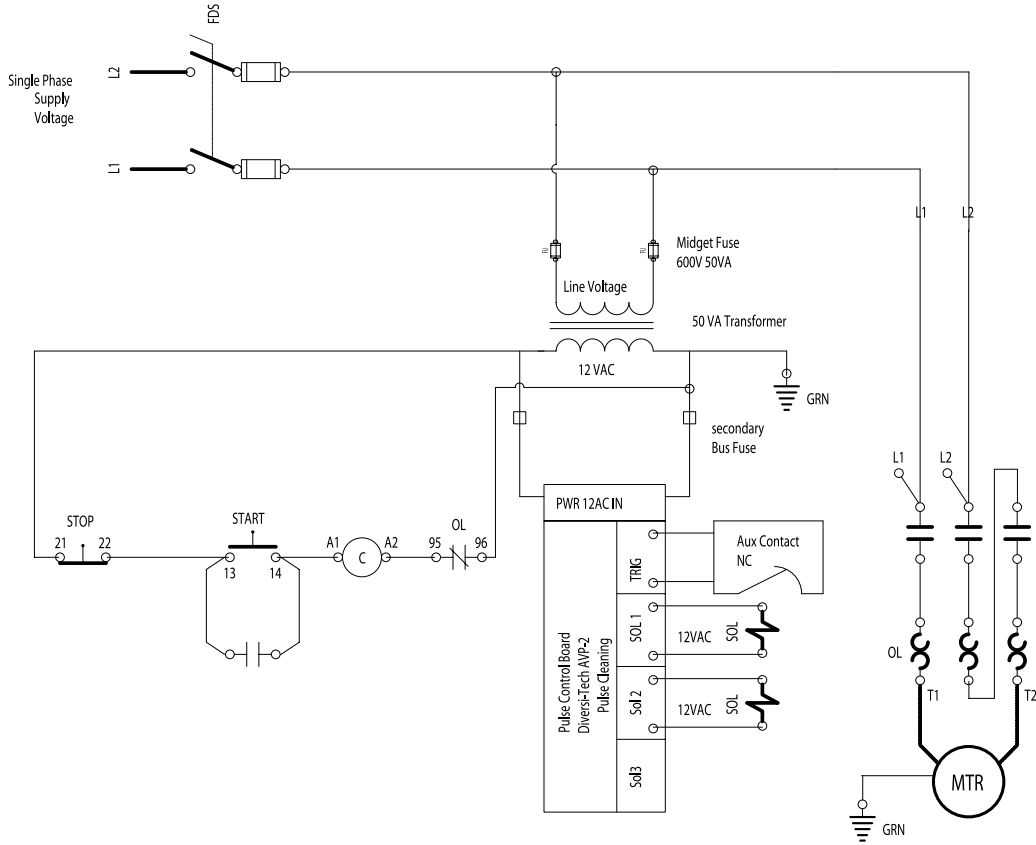 FDS
Single Phase
Supply
Voltage
L2
L1
L1
L2
FU
FU
Midget Fuse
600V 50VA
Line Voltage
50 VA Transformer
12 VAC
GRN
secondary
Bus Fuse
L1
L2
PWR 12AC IN
STOP
START
OL
21
22
13
14
A1
C
A2
95
96
TRIG
Aux Contact
NC
Pulse Control Board
Diversi-Tech AVP-2
Pulse Cleaning
SOL 1
12VAC
SOL
OL
Sol 2
12VAC
SOL
T1
T2
Sol3
MTR
GRN